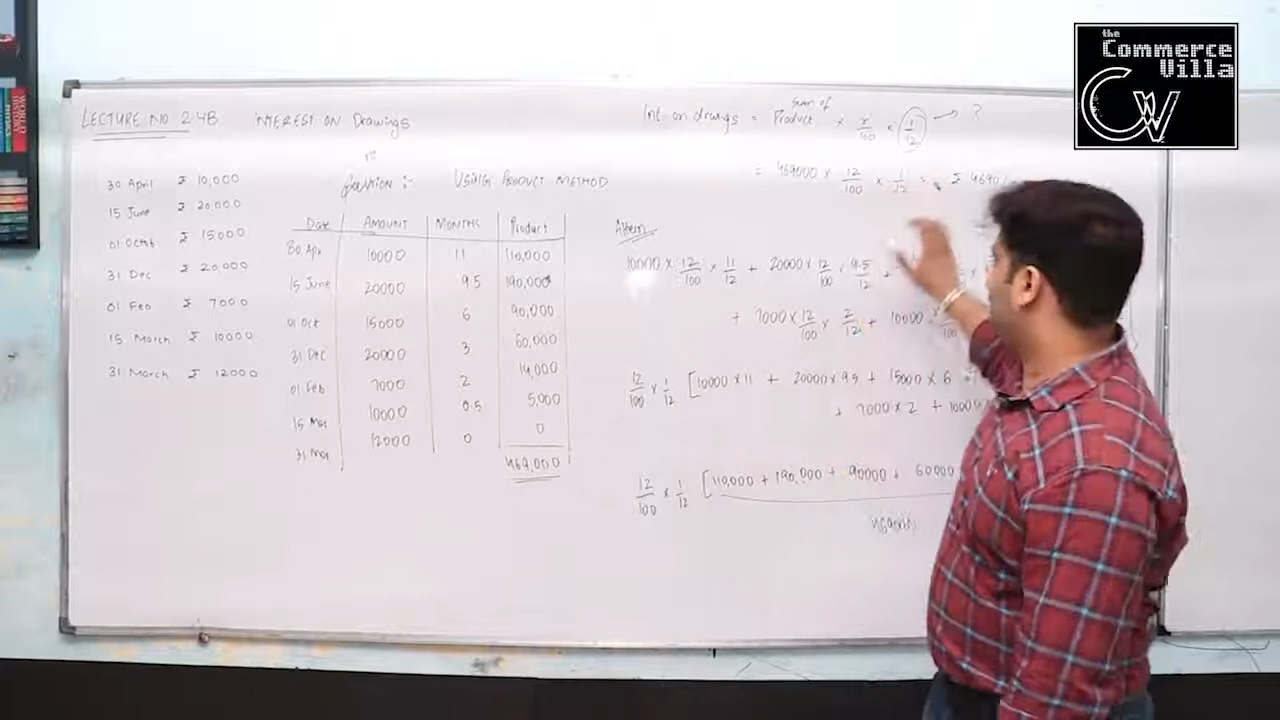 the
Commerce
Villa
CW
WORLD
HISTORY
LECTURE NO 24B INTEREST ON Drawings
30 April ₹ 10,000
15 June ₹ 20,000
01 Octob ₹ 15000
31 Dec ₹ 20,000
01 Feb ₹ 7000
15 March ₹ 10000
31 March ₹ 12000
Solution :- USING PRODUCT METHOD
Date AMOUNT MONTHS Product
30 Apr 10000 11 110,000
15 June 20000 9.5 190,000
01 Oct 15000 6 90,000
31 Dec 20000 3 60,000
01 Feb 7000 2 14,000
15 Mar 10000 0.5 5,000
31 Mar 12000 0 0
469,000
Int. on drawings = Sum of Product × r/100 × 1/12 → ?
= 469000 × 12/100 × 1/12 = ₹ 4690
Altern
10000 × 12/100 × 11/12 + 20000 × 12/100 × 9.5/12 +
+ 7000 × 12/100 × 2/12 + 10000 ×
12/100 × 1/12 [10000 × 11 + 20000 × 9.5 + 15000 × 6
+ 7000 × 2 + 10000
12/100 × 1/12 [110,000 + 190,000 + 90000 + 60000